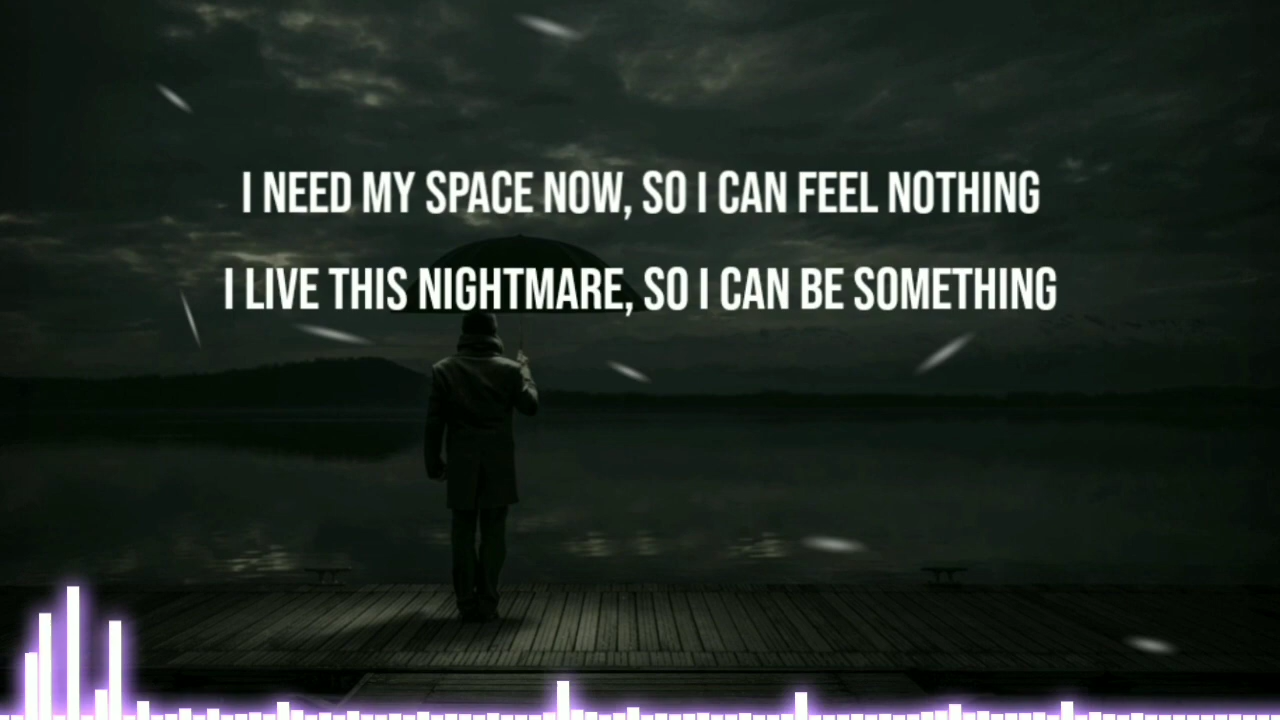 I NEED MY SPACE NOW, SO I CAN FEEL NOTHING
I LIVE THIS NIGHTMARE, SO I CAN BE SOMETHING